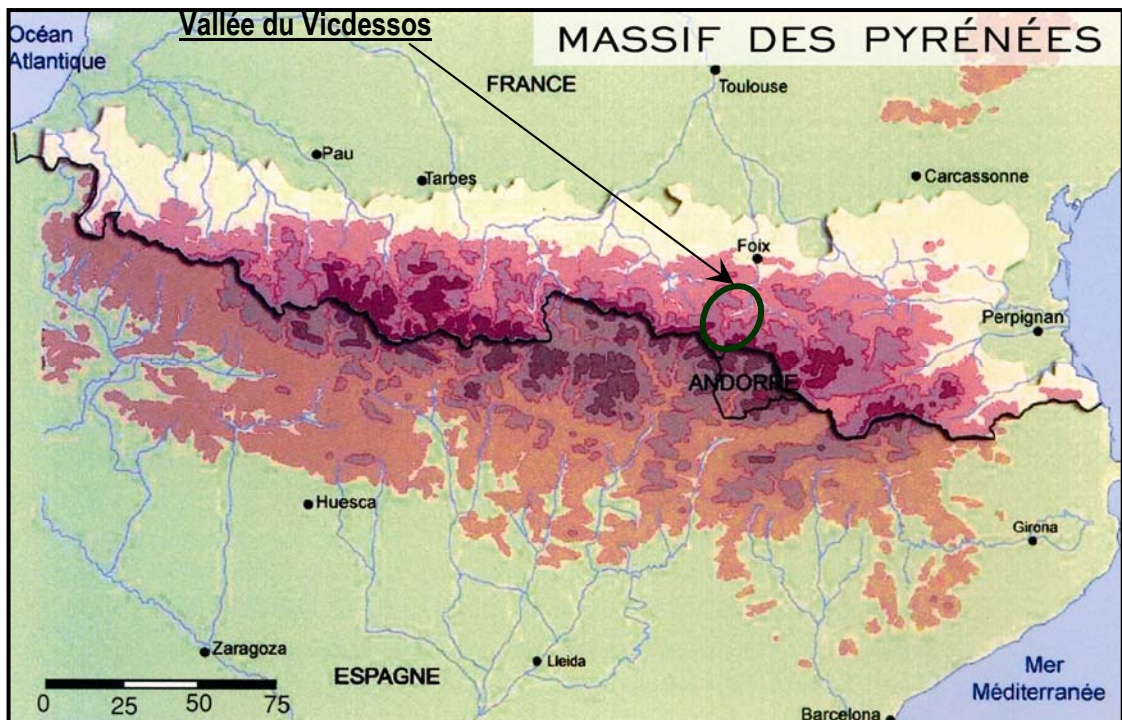 Vallée du Vicdessos
MASSIF DES PYRÉNÉES
Océan
Atlantique
FRANCE
Toulouse
Pau
Tarbes
Carcassonne
Foix
Perpignan
ANDORRE
Huesca
Girona
Zaragoza
Lleida
ESPAGNE
Mer
Méditerranée
0 25 50 75
Barcelona